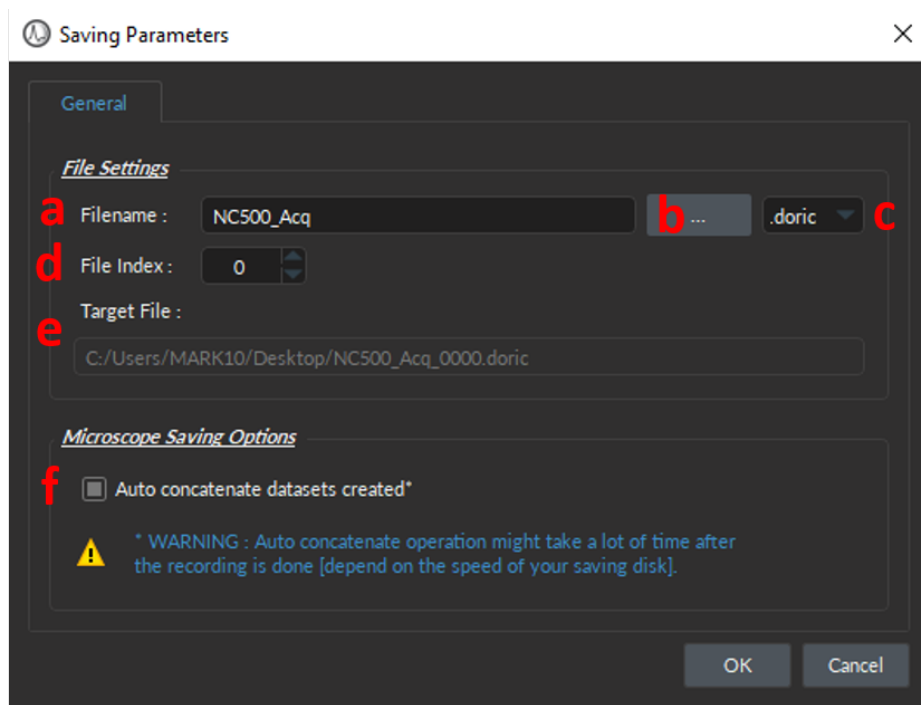 Saving Parameters
General
File Settings
a Filename : NC500_Acq b ... .doric c
d File Index : 0
Target File :
e
C:/Users/MARK10/Desktop/NC500_Acq_0000.doric
Microscope Saving Options
f Auto concatenate datasets created*
* WARNING : Auto concatenate operation might take a lot of time after
the recording is done [depend on the speed of your saving disk].
OK Cancel